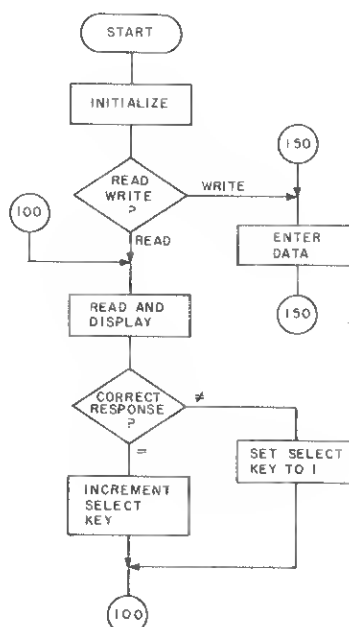 START
INITIALIZE
READ
WRITE
?
WRITE
150
100
READ
ENTER
DATA
READ AND
DISPLAY
150
CORRECT
RESPONSE
?
≠
=
SET SELECT
KEY TO 1
INCREMENT
SELECT
KEY
100